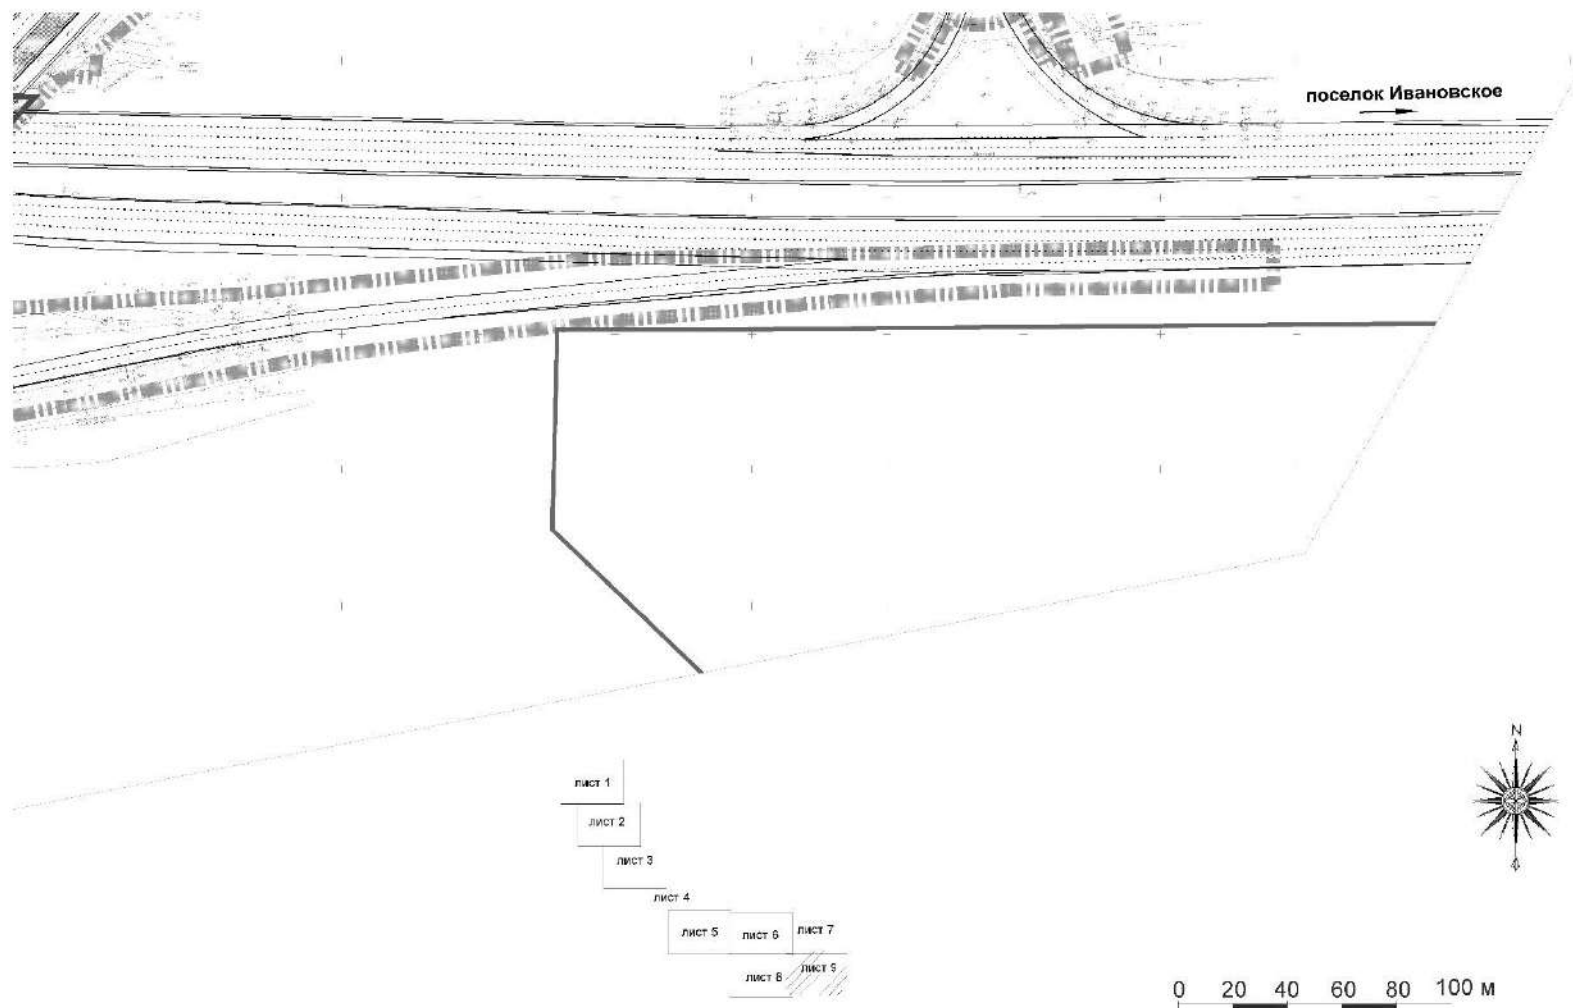 поселок Ивановское
N
лист 1
лист 2
лист 3
лист 4
лист 5
лист 6
лист 7
лист 8
лист 9
0 20 40 60 80 100 м